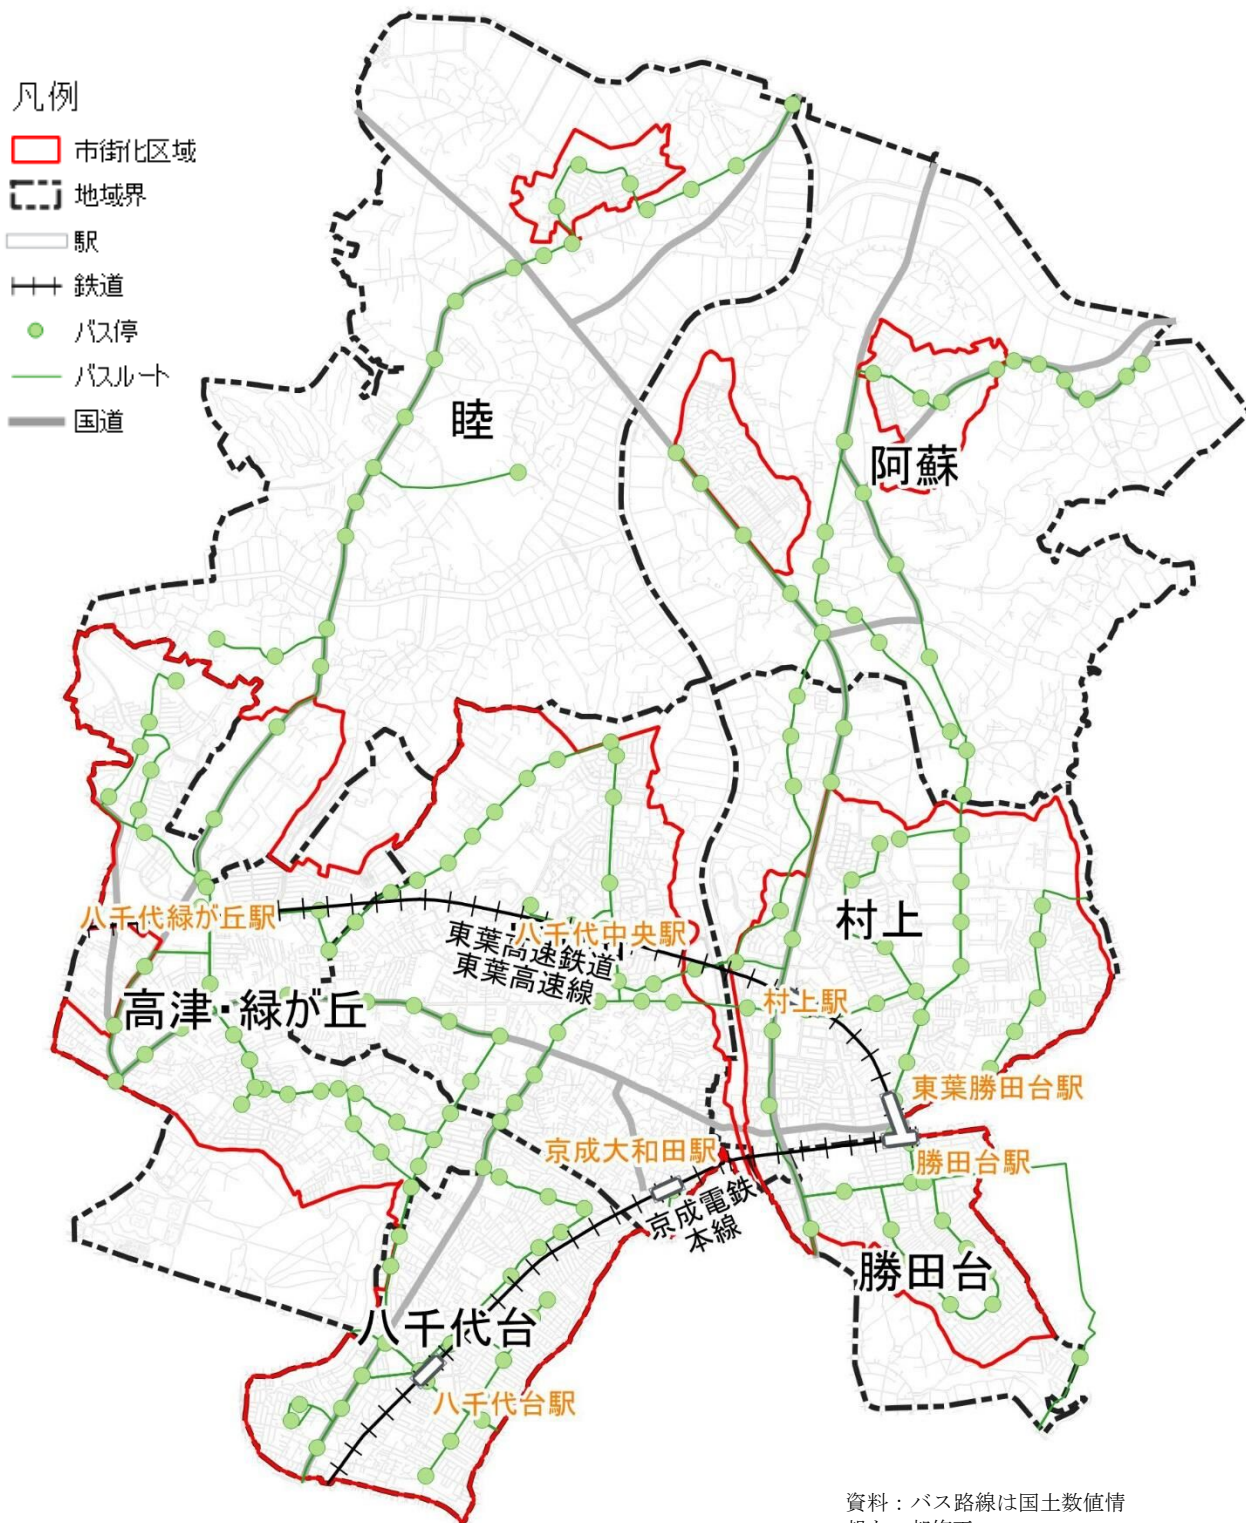 凡例
市街化区域
地域界
駅
鉄道
バス停
バスルート
国道
睦
阿蘇
八千代緑が丘駅
八千代中央駅
東葉高速鉄道
東葉高速線
村上
村上駅
高津・緑が丘
東葉勝田台駅
京成大和田駅
勝田台駅
京成電鉄
本線
勝田台
八千代台
八千代台駅
資料：バス路線は国土数値情